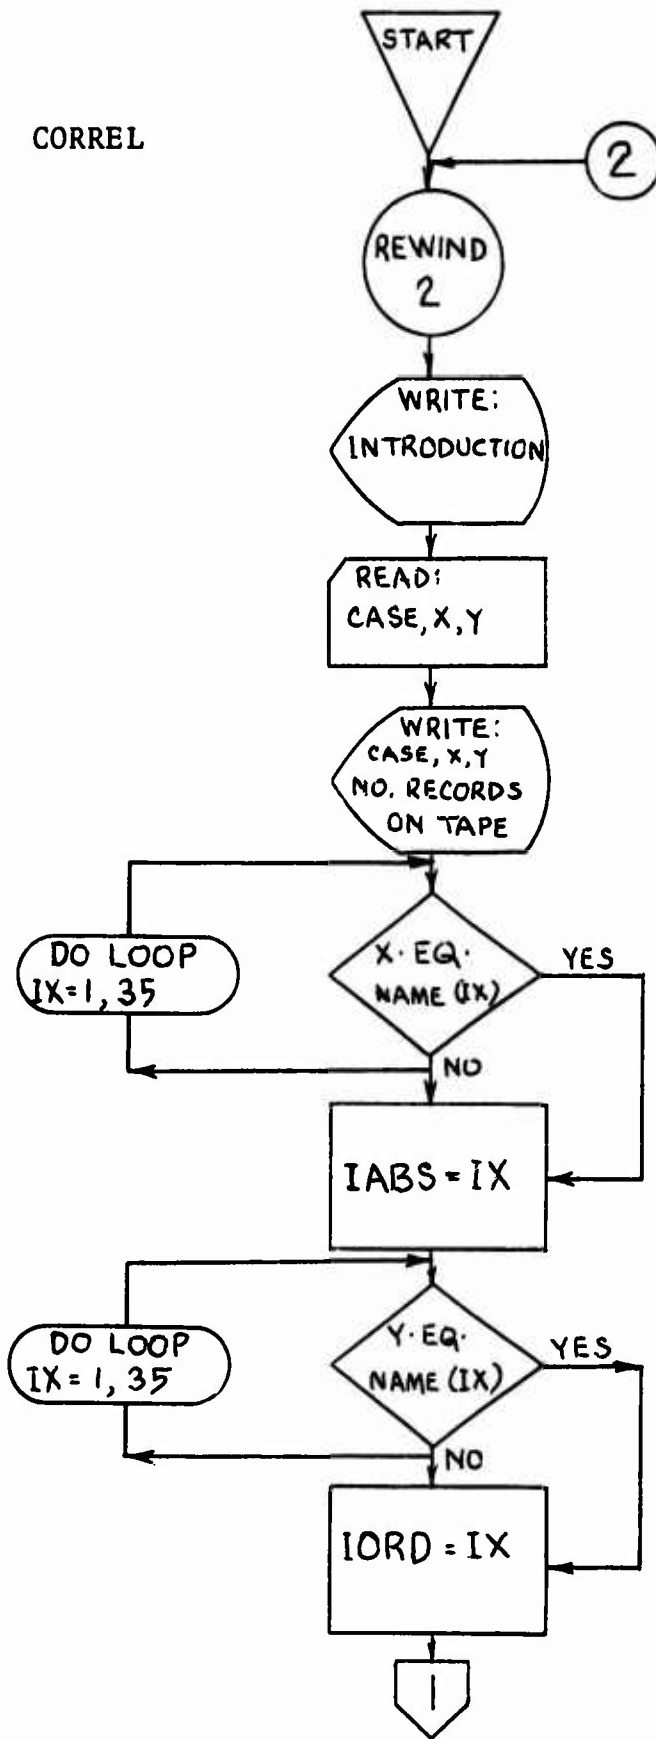 START
CORREL
2
REWIND
2
WRITE:
INTRODUCTION
READ:
CASE, X, Y
WRITE:
CASE, X, Y
NO. RECORDS
ON TAPE
DO LOOP
IX=1, 35
X· EQ·
NAME (IX)
YES
NO
IABS = IX
DO LOOP
IX=1, 35
Y· EQ·
NAME (IX)
YES
NO
IORD = IX
1